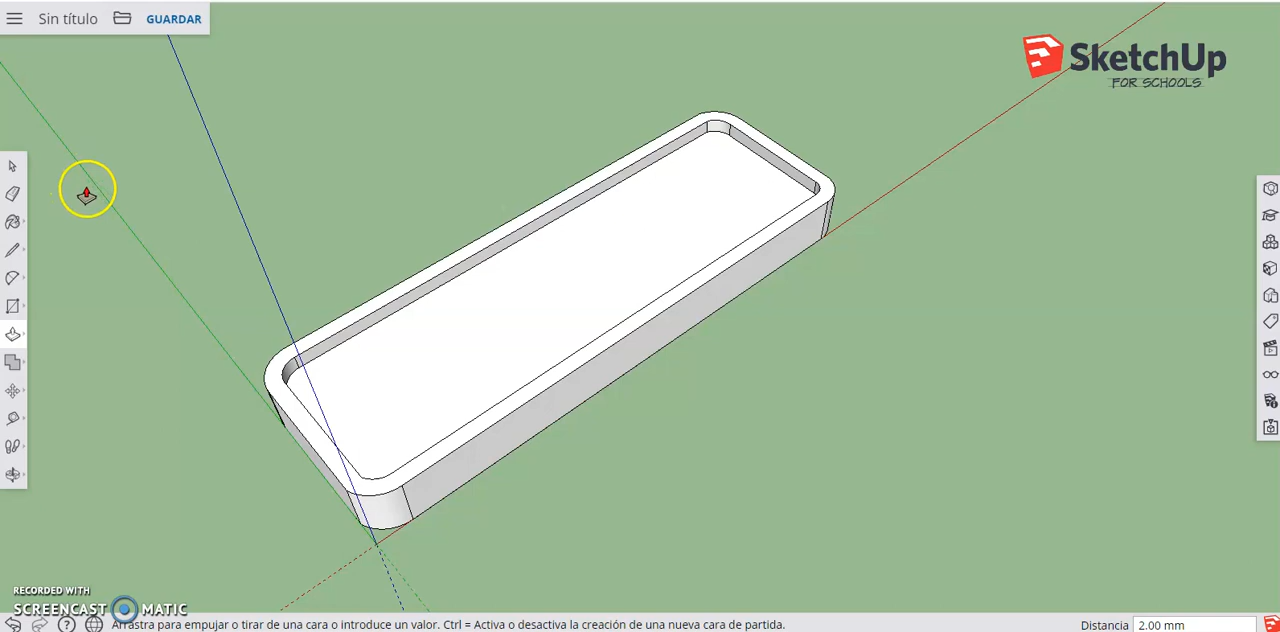 Sin título GUARDAR
SketchUp
FOR SCHOOLS
RECORDED WITH
SCREENCAST MATIC
Arrastra para empujar o tirar de una cara o introduce un valor. Ctrl = Activa o desactiva la creación de una nueva cara de partida.
Distancia 2.00 mm